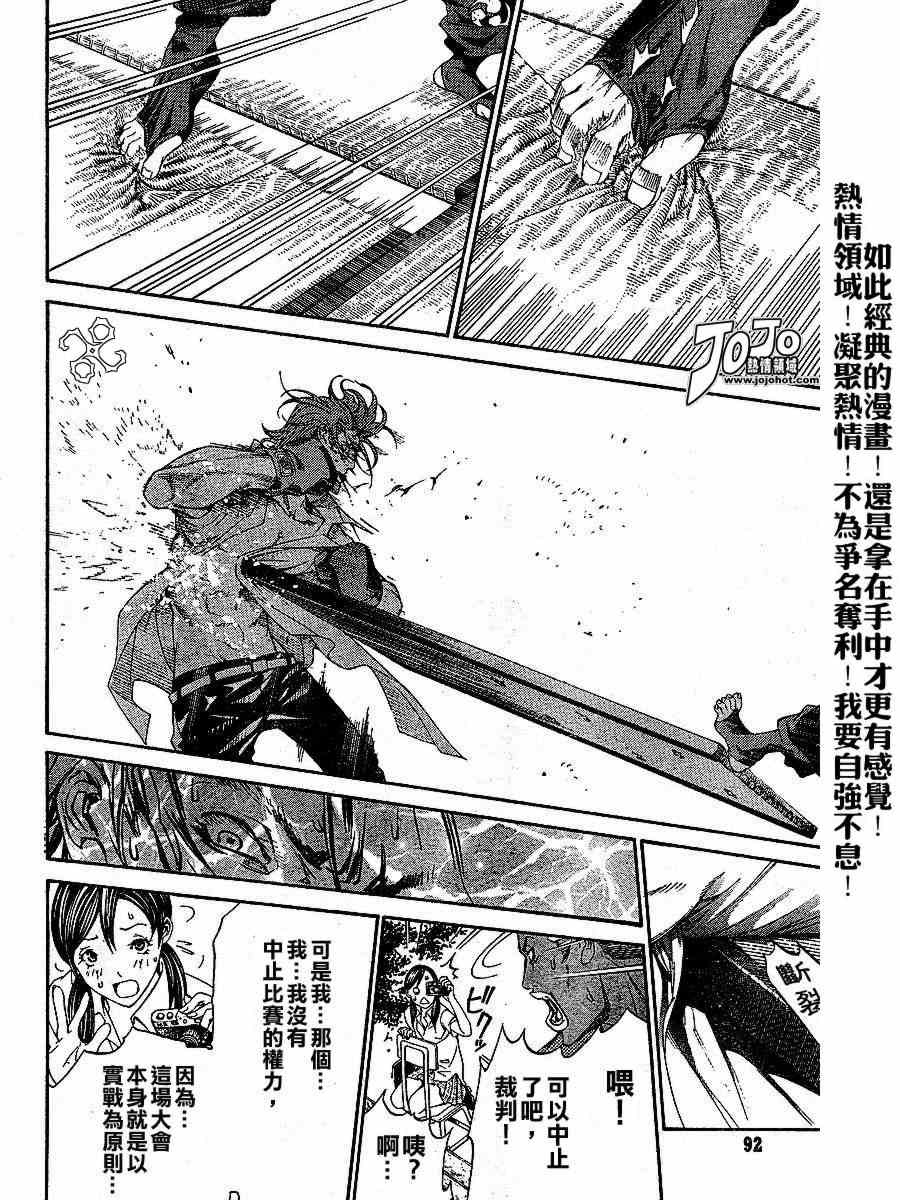 如此經典的漫畫！還是拿在手中才更有感覺！
熱情領域！凝聚熱情！不為爭名奪利！我要自強不息！
JOJO
熱情領域
www.jojohot.com
斷裂
喂！
可以中止
了吧，
裁判！
ビクッ
咦？
啊…
可是我…那個…
我…我沒有
中止比賽的權力，
因為…
這場大會
本身就是以
實戰為原則…
92